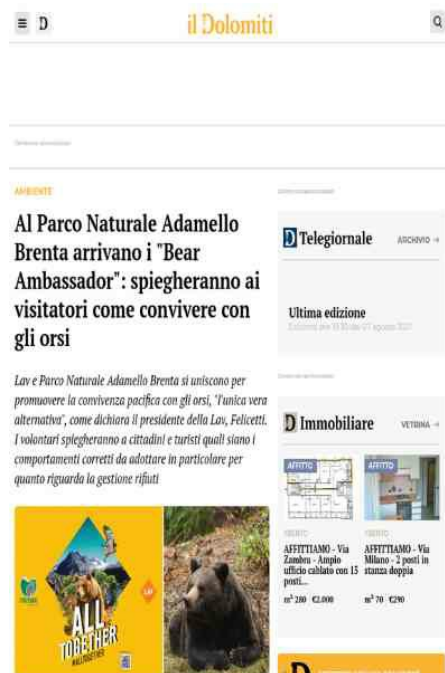 D
il Dolomiti
AMBIENTE
Al Parco Naturale Adamello
Brenta arrivano i "Bear
Ambassador": spiegheranno ai
visitatori come convivere con
gli orsi
Lav e Parco Naturale Adamello Brenta si uniscono per
promuovere la convivenza pacifica con gli orsi, "l'unica vera
alternativa", come dichiara il presidente della Lav, Felicetti.
I volontari spiegheranno a cittadini e turisti quali siano i
comportamenti corretti da adottare in particolare per
quanto riguarda la gestione rifiuti
ALL
TOGETHER
LAV
D Telegiornale
ARCHIVIO →
Ultima edizione
D Immobiliare
VETRINA →
AFFITTO
TRENTO
AFFITTIAMO - Via
Zambra - Ampio
ufficio cablato con 15
posti...
m² 280 €2.000
AFFITTO
TRENTO
AFFITTIAMO - Via
Milano - 2 posti in
stanza doppia
m² 70 €290
D